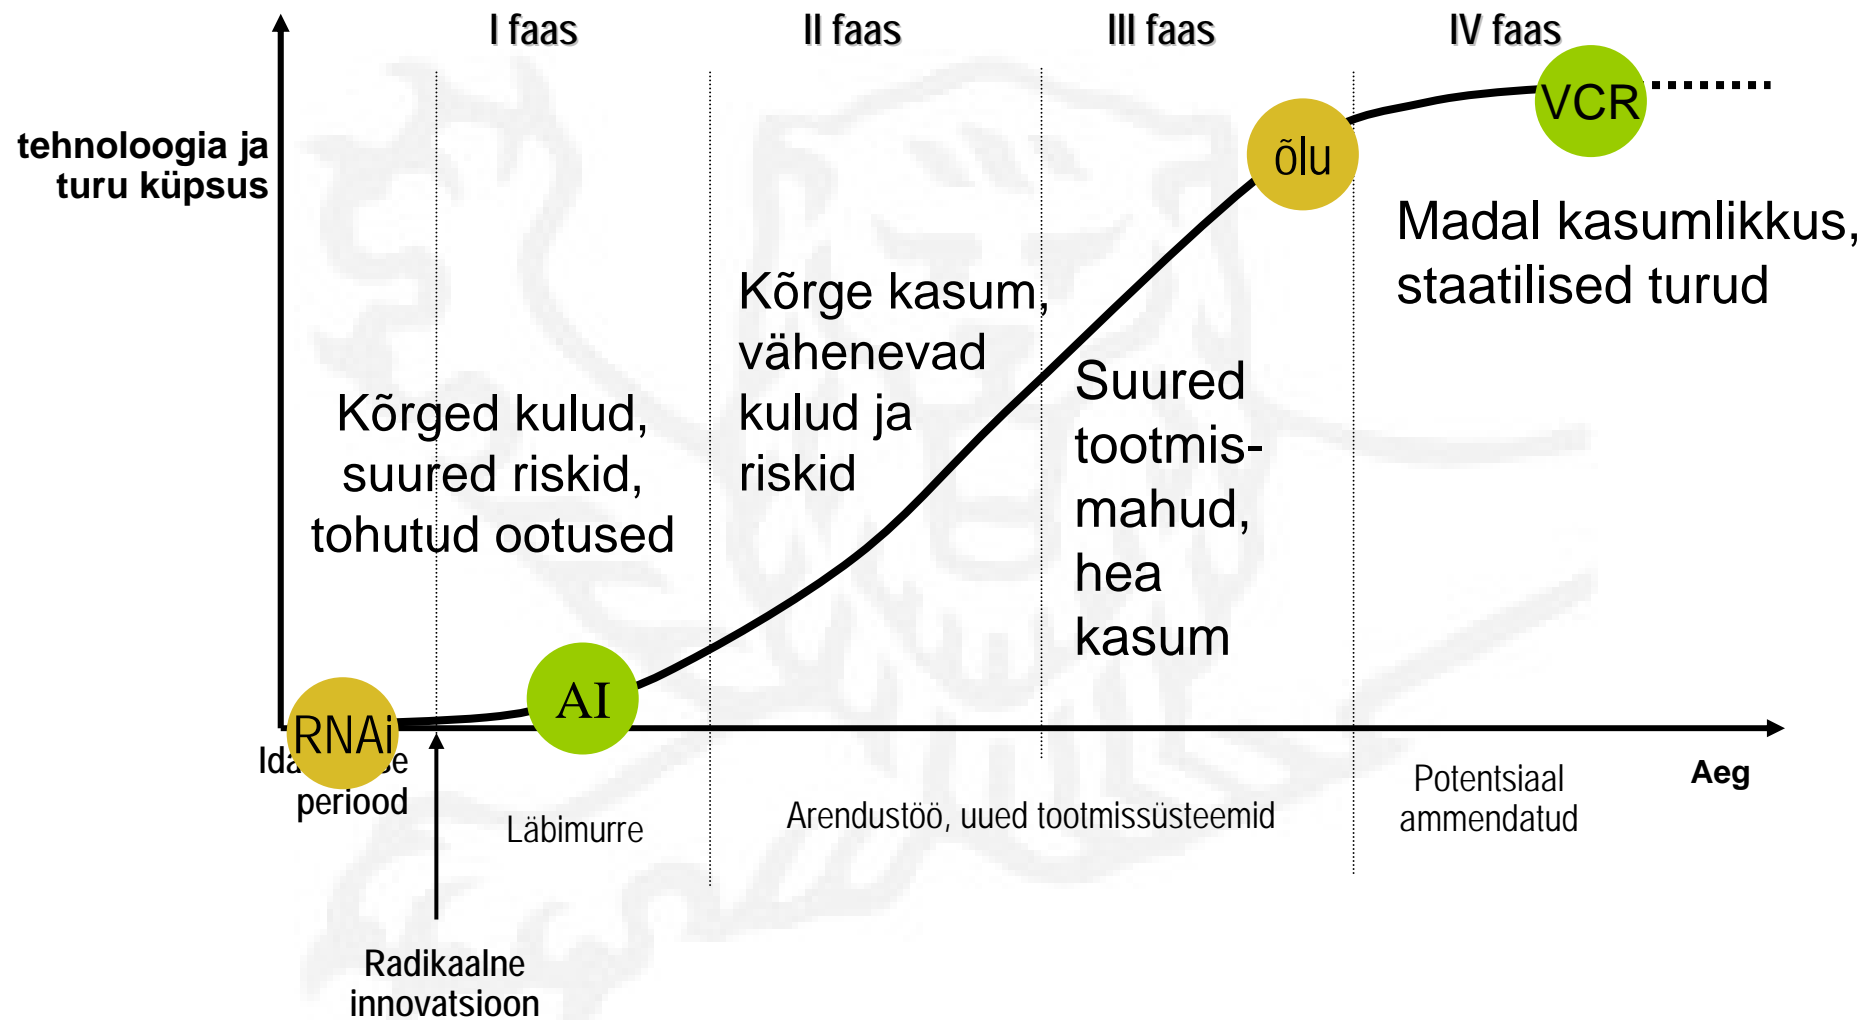 I faas
II faas
III faas
IV faas
tehnoloogia ja
turu küpsus
VCR
õlu
Madal kasumlikkus,
staatilised turud
Kõrge kasum,
vähenevad
kulud ja
riskid
Suured
tootmis-
mahud,
hea
kasum
Kõrged kulud,
suured riskid,
tohutud ootused
AI
RNAi
periood
Läbimurre
Arendustöö, uued tootmissüsteemid
Potentsiaal
ammendatud
Aeg
Radikaalne
innovatsioon